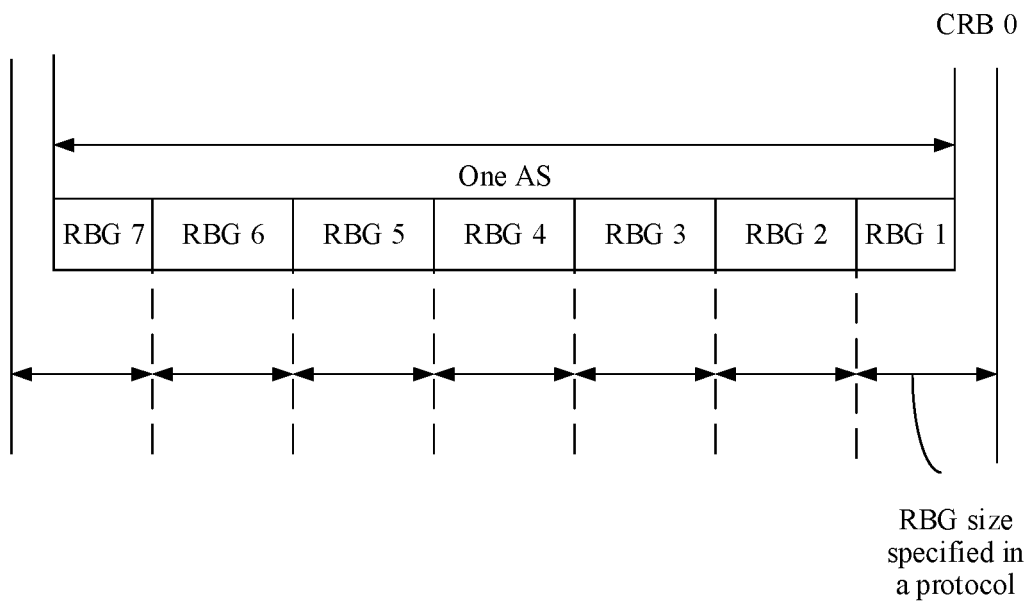 CRB 0
One AS
RBG 7 RBG 6 RBG 5 RBG 4 RBG 3 RBG 2 RBG 1
RBG size
specified in
a protocol